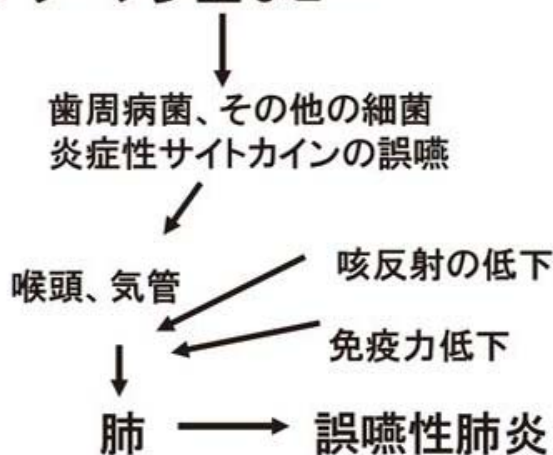 歯周病菌、その他の細菌
炎症性サイトカインの誤嚥
喉頭、気管
咳反射の低下
免疫力低下
肺
誤嚥性肺炎